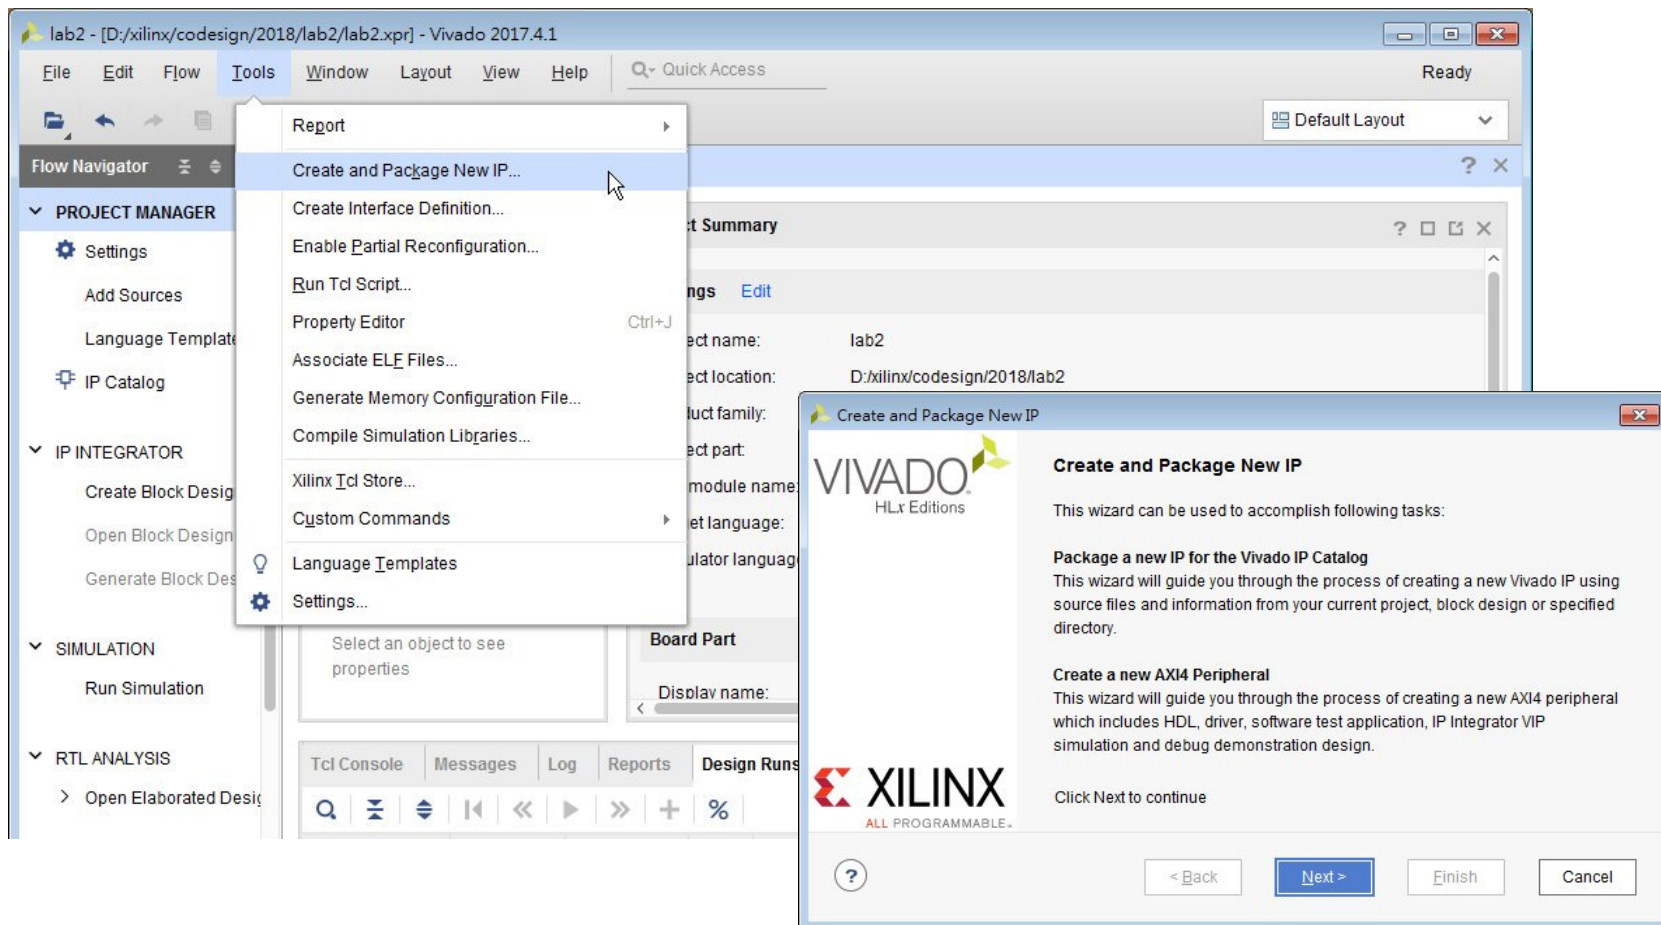 lab2 - [D:/xilinx/codesign/2018/lab2/lab2.xpr] - Vivado 2017.4.1
File Edit Flow Tools Window Layout View Help Quick Access Ready
Default Layout
Flow Navigator
PROJECT MANAGER
Settings
Add Sources
Language Templat
IP Catalog
IP INTEGRATOR
Create Block Desig
Open Block Design
Generate Block Des
SIMULATION
Run Simulation
RTL ANALYSIS
Open Elaborated Desig
Report
Create and Package New IP...
Create Interface Definition...
Enable Partial Reconfiguration...
Run Tcl Script...
Property Editor Ctrl+J
Associate ELF Files...
Generate Memory Configuration File...
Compile Simulation Libraries...
Xilinx Tcl Store...
Custom Commands
Language Templates
Settings...
Select an object to see
properties
ct Summary
ngs Edit
ect name: lab2
ect location: D:/xilinx/codesign/2018/lab2
duct family:
ect part:
module name:
et language:
ulator languag
Board Part
Display name:
Tcl Console Messages Log Reports Design Runs
Create and Package New IP
VIVADO
HLx Editions
Create and Package New IP
This wizard can be used to accomplish following tasks:
Package a new IP for the Vivado IP Catalog
This wizard will guide you through the process of creating a new Vivado IP using
source files and information from your current project, block design or specified
directory.
Create a new AXI4 Peripheral
This wizard will guide you through the process of creating a new AXI4 peripheral
which includes HDL, driver, software test application, IP Integrator VIP
simulation and debug demonstration design.
XILINX
ALL PROGRAMMABLE
Click Next to continue
< Back Next > Finish Cancel